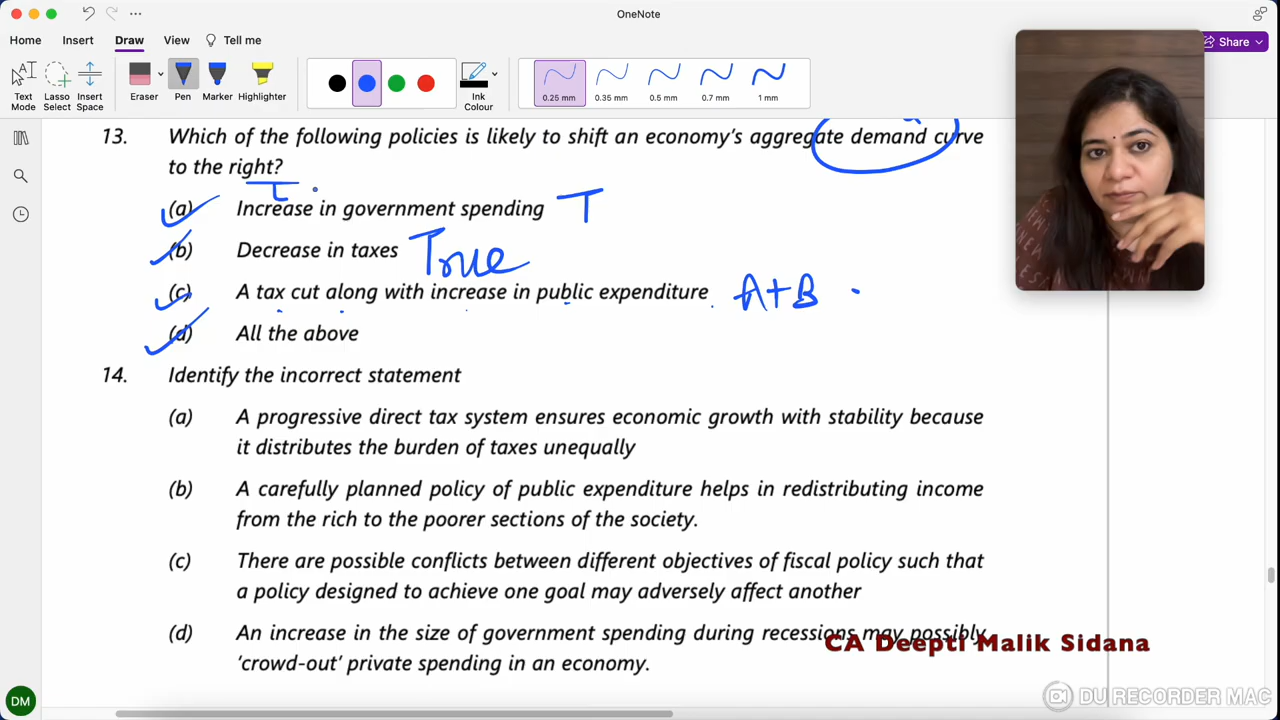 OneNote
Home Insert Draw View Tell me Share
Text Mode Lasso Select Insert Space Eraser Pen Marker Highlighter Ink Colour 0.25 mm 0.35 mm 0.5 mm 0.7 mm 1 mm
13. Which of the following policies is likely to shift an economy's aggregate demand curve
to the right?
(a) Increase in government spending T
(b) Decrease in taxes True
(c) A tax cut along with increase in public expenditure A+B
(d) All the above
14. Identify the incorrect statement
(a) A progressive direct tax system ensures economic growth with stability because
it distributes the burden of taxes unequally
(b) A carefully planned policy of public expenditure helps in redistributing income
from the rich to the poorer sections of the society.
(c) There are possible conflicts between different objectives of fiscal policy such that
a policy designed to achieve one goal may adversely affect another
(d) An increase in the size of government spending during recessions may possibly
'crowd-out' private spending in an economy.
CA Deepti Malik Sidana
DM
DU RECORDER MAC